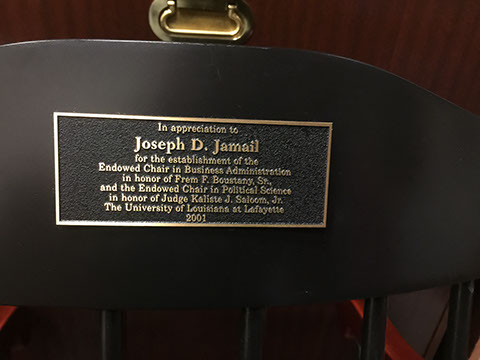 In appreciation to
Joseph D. Jamail
for the establishment of the
Endowed Chair in Business Administration
in honor of Frem F. Boustany, Sr.,
and the Endowed Chair in Political Science
in honor of Judge Kaliste J. Saloom, Jr.
The University of Louisiana at Lafayette
2001